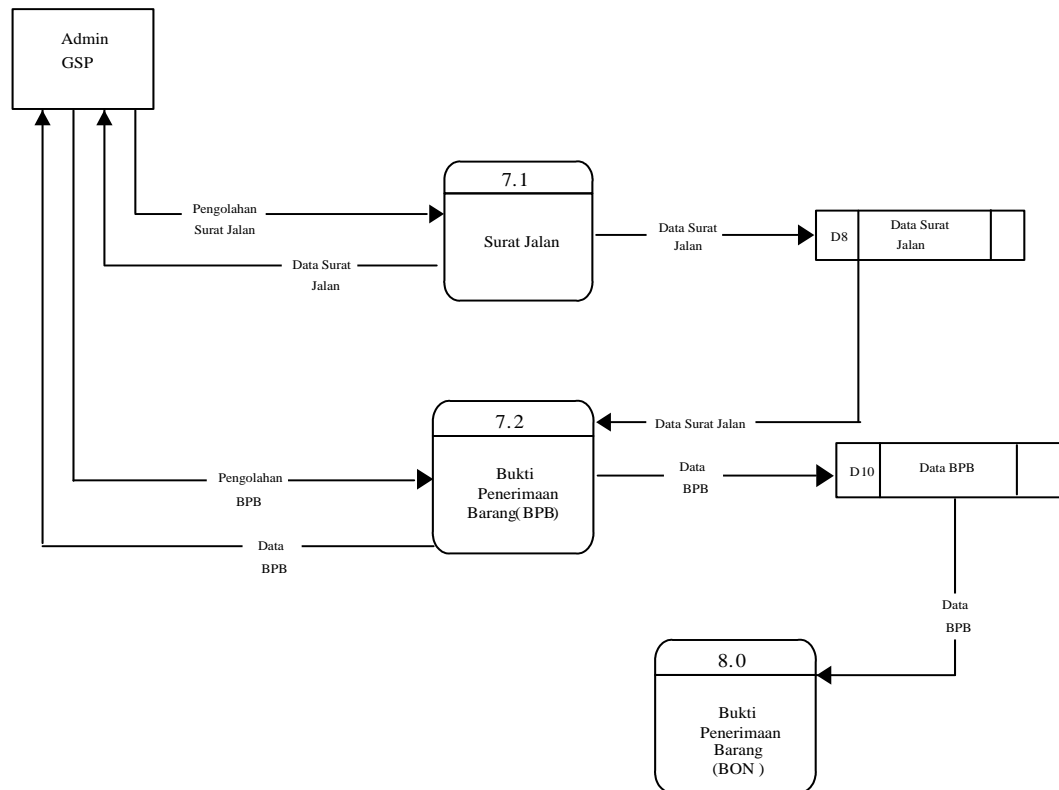 Admin
GSP
7.1
Surat Jalan
Pengolahan
Surat Jalan
Data Surat
Jalan
Data Surat
Jalan
D8
Data Surat
Jalan
7.2
Bukti
Penerimaan
Barang(BPB)
Data Surat Jalan
Pengolahan
BPB
Data
BPB
Data
BPB
D10
Data BPB
Data
BPB
8.0
Bukti
Penerimaan
Barang
(BON )